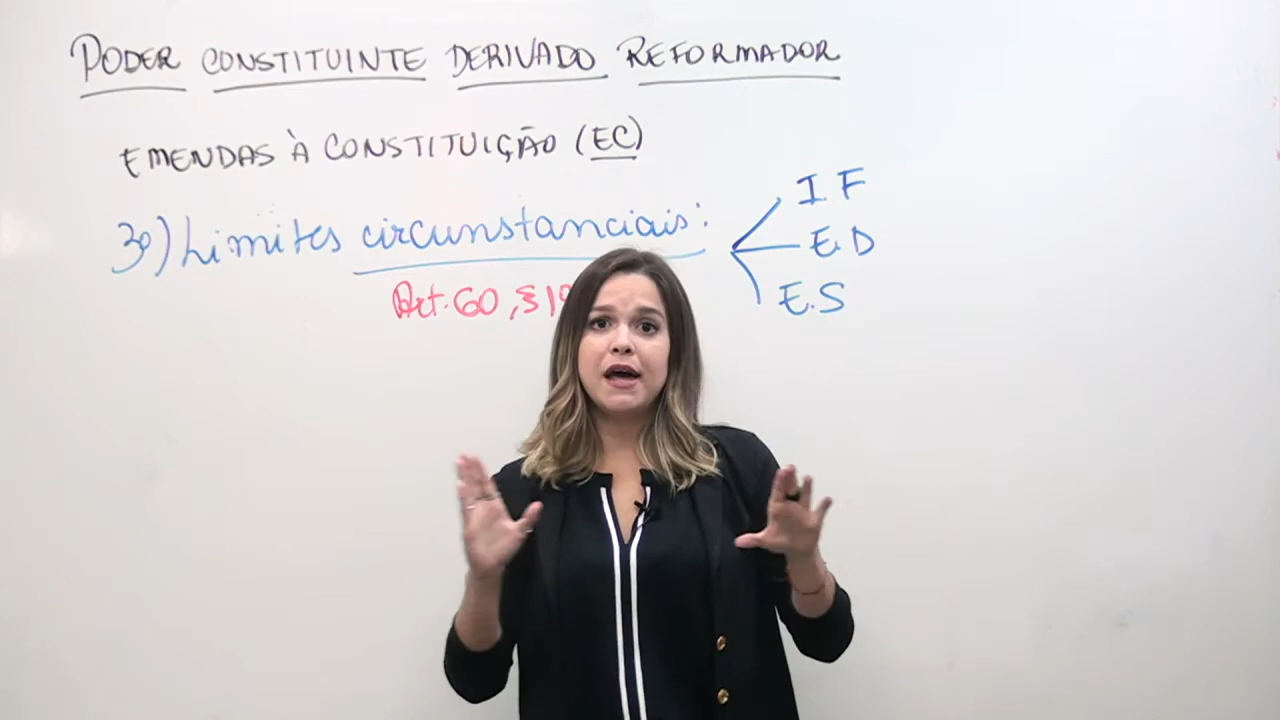 PODER CONSTITUINTE DERIVADO REFORMADOR
EMENDAS À CONSTITUIÇÃO (EC)
3º) Limites circunstanciais:
I F
E. D
E. S
Art. 60, § 1º